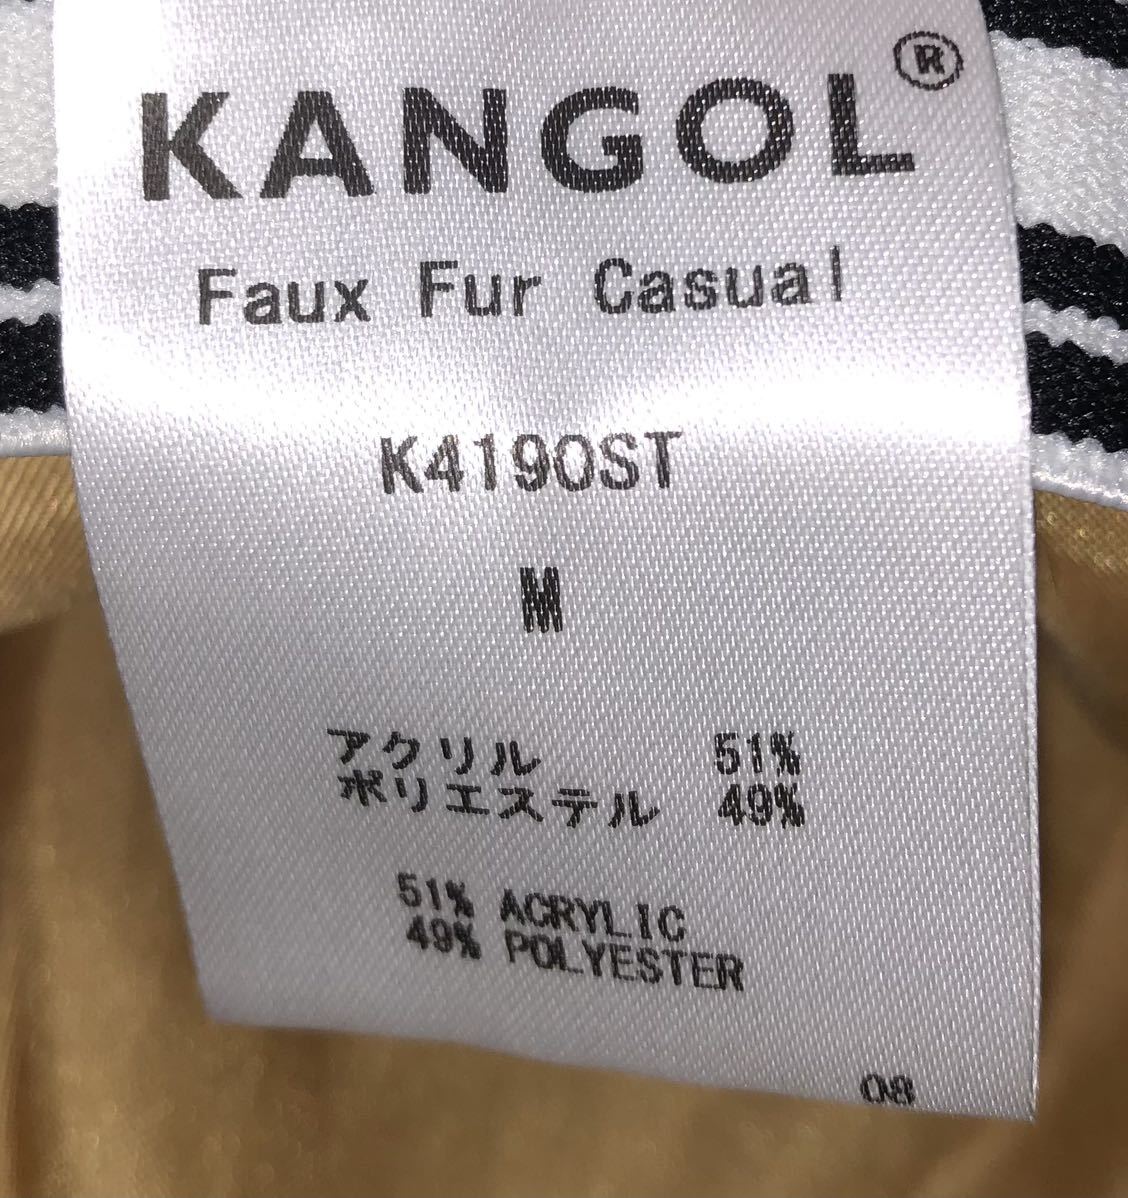 KANGOL®
Faux Fur Casual
K4190ST
M
アクリル 51%
ポリエステル 49%
51% ACRYLIC
49% POLYESTER
08